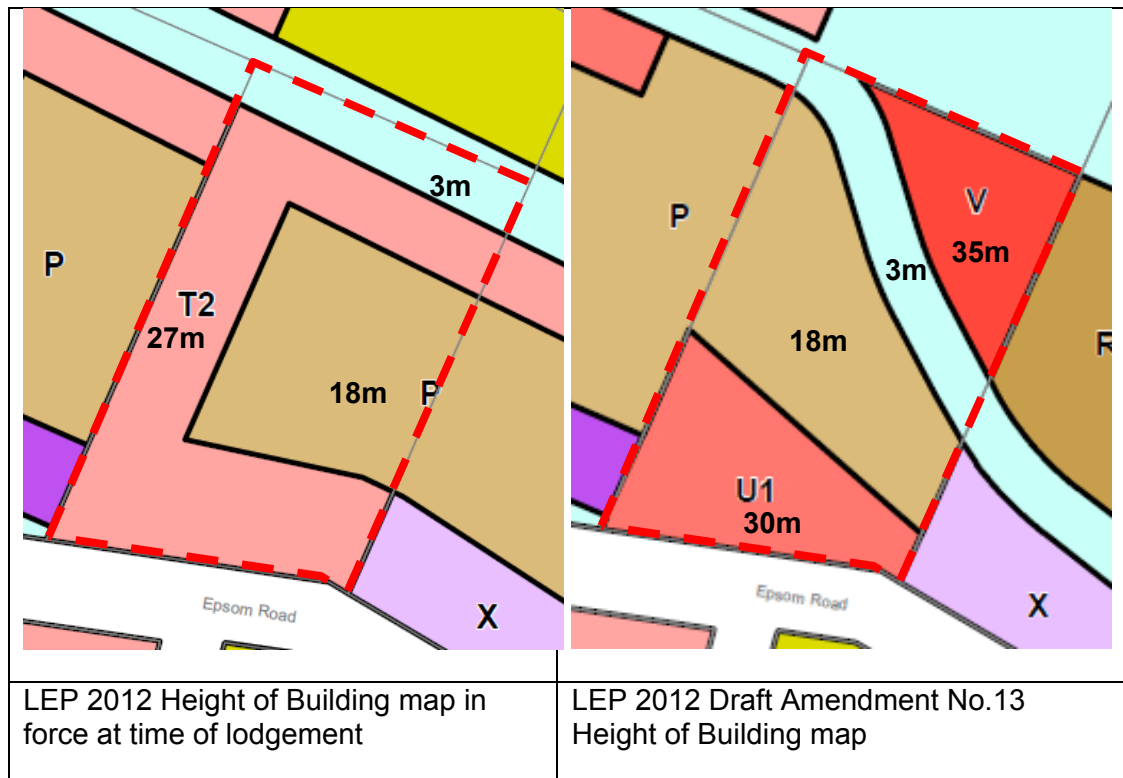 3m
P
T2
27m
18m
P
Epsom Road
X
V
P
35m
3m
18m
R
U1
30m
Epsom Road
X
LEP 2012 Height of Building map in
force at time of lodgement
LEP 2012 Draft Amendment No.13
Height of Building map